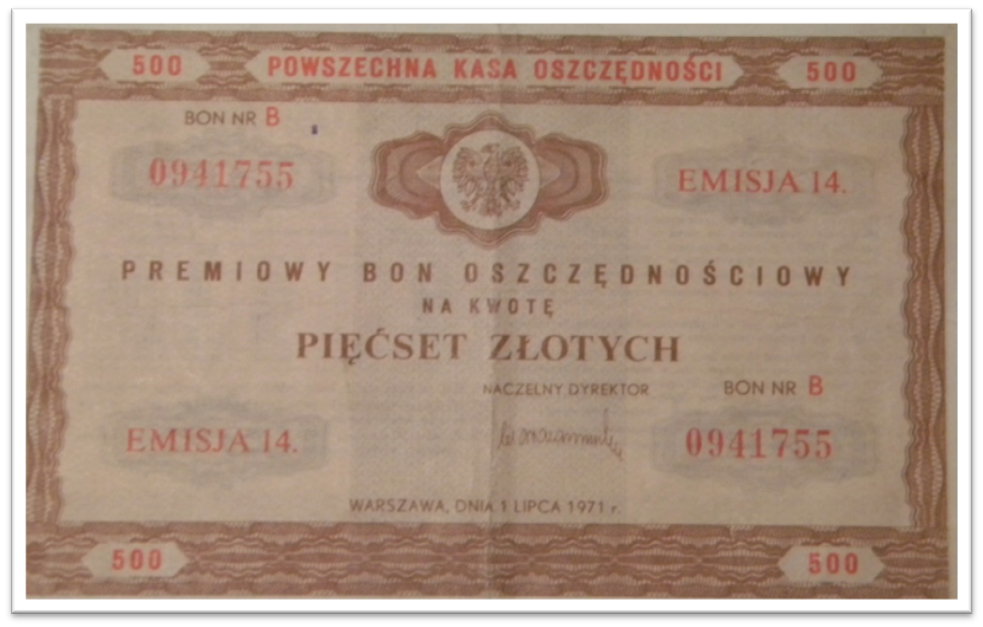 500 POWSZECHNA KASA OSZCZĘDNOŚCI 500
BON NR B
0941755
EMISJA 14.
PREMIOWY BON OSZCZĘDNOŚCIOWY
NA KWOTĘ
PIĘĆSET ZŁOTYCH
NACZELNY DYREKTOR
BON NR B
EMISJA 14.
0941755
WARSZAWA, DNIA 1 LIPCA 1971 r.
500
500